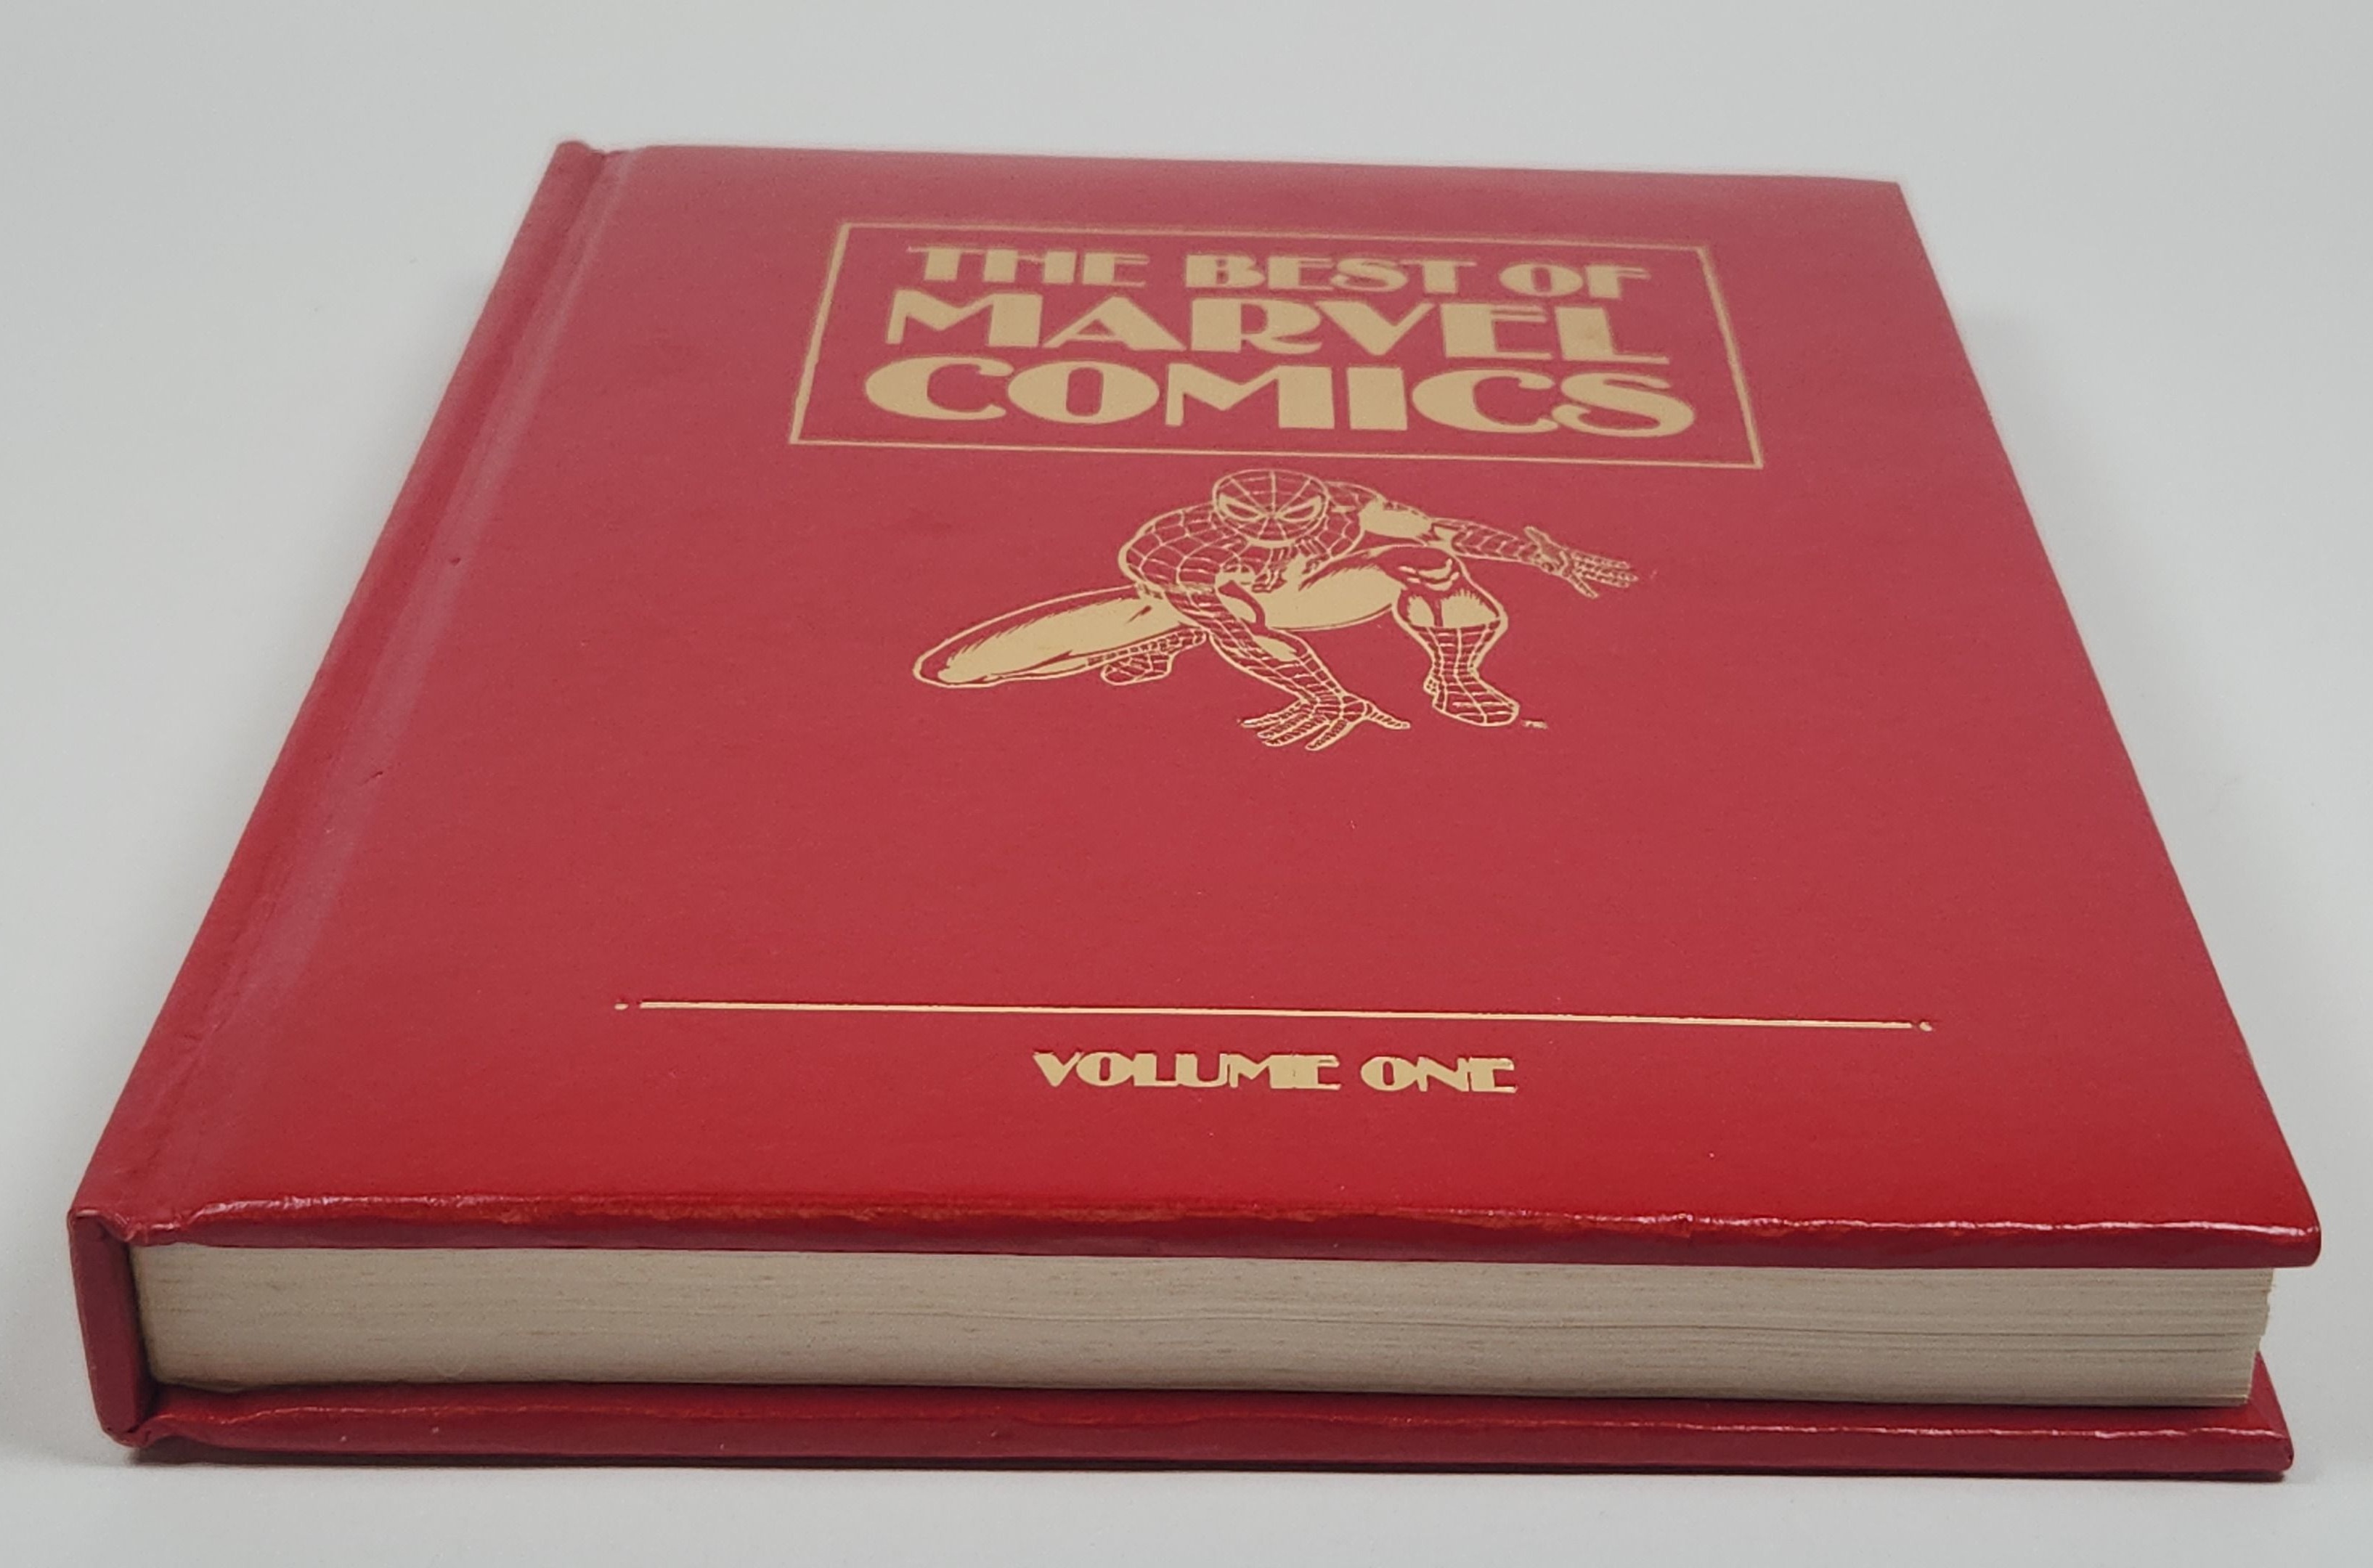 THE BEST OF
MARVEL
COMICS
VOLUME ONE